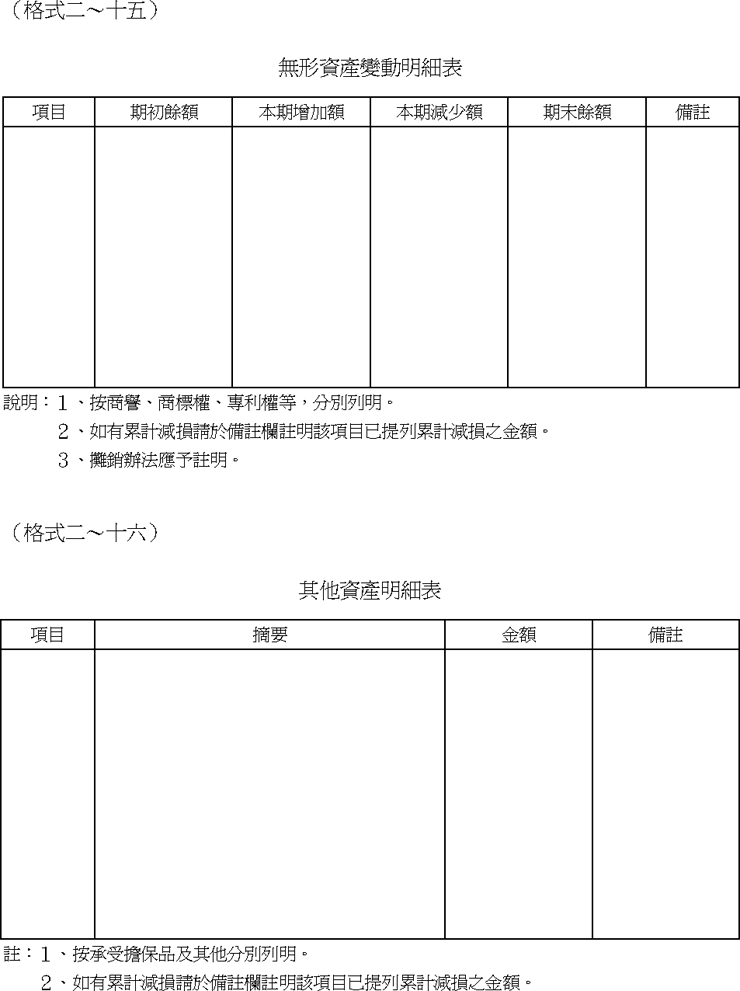 （格式二～十五）
無形資產變動明細表
項目 期初餘額 本期增加額 本期減少額 期末餘額 備註
說明：１、按商譽、商標權、專利權等，分別列明。
２、如有累計減損請於備註欄註明該項目已提列累計減損之金額。
３、攤銷辦法應予註明。
（格式二～十六）
其他資產明細表
項目 摘要 金額 備註
註：１、按承受擔保品及其他分別列明。
２、如有累計減損請於備註欄註明該項目已提列累計減損之金額。